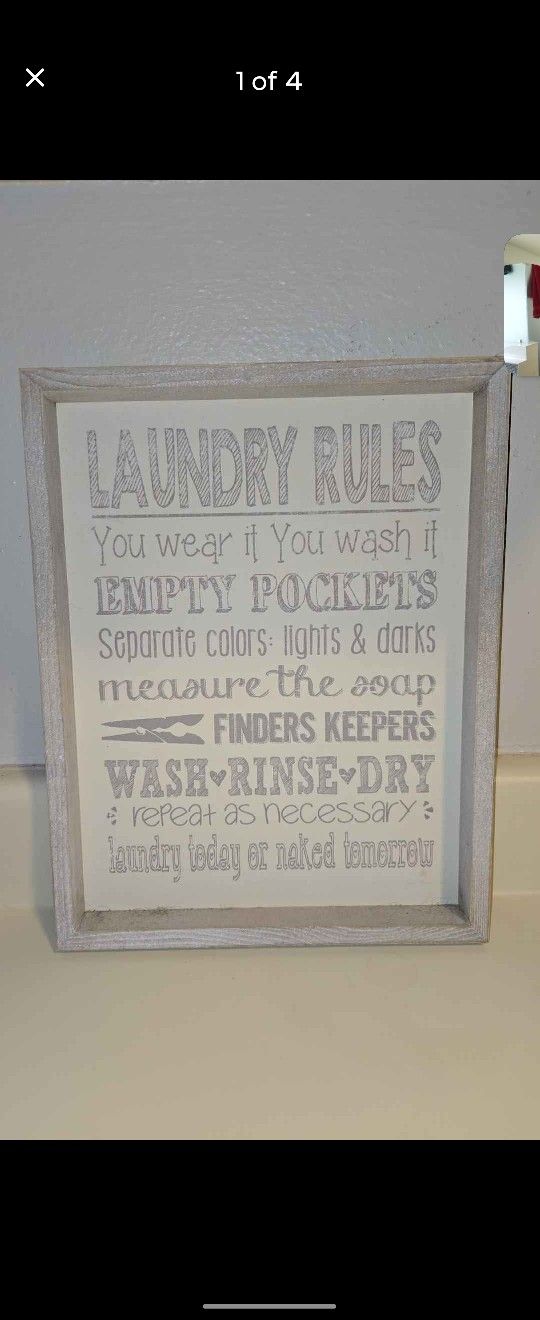 1 of 4
LAUNDRY RULES
You wear it You wash it
EMPTY POCKETS
Separate colors: lights & darks
measure the soap
FINDERS KEEPERS
WASH♥RINSE♥DRY
repeat as necessary
laundry today or naked tomorrow